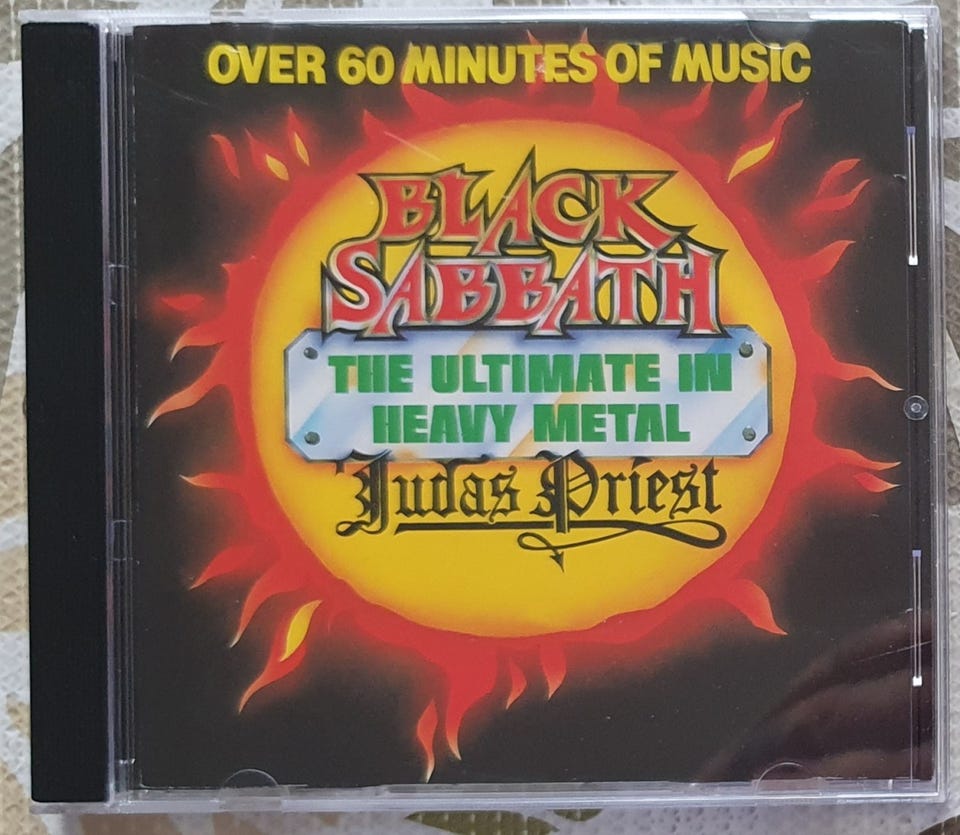 OVER 60 MINUTES OF MUSIC
BLACK
SABBATH
THE ULTIMATE IN
HEAVY METAL
Judas Priest